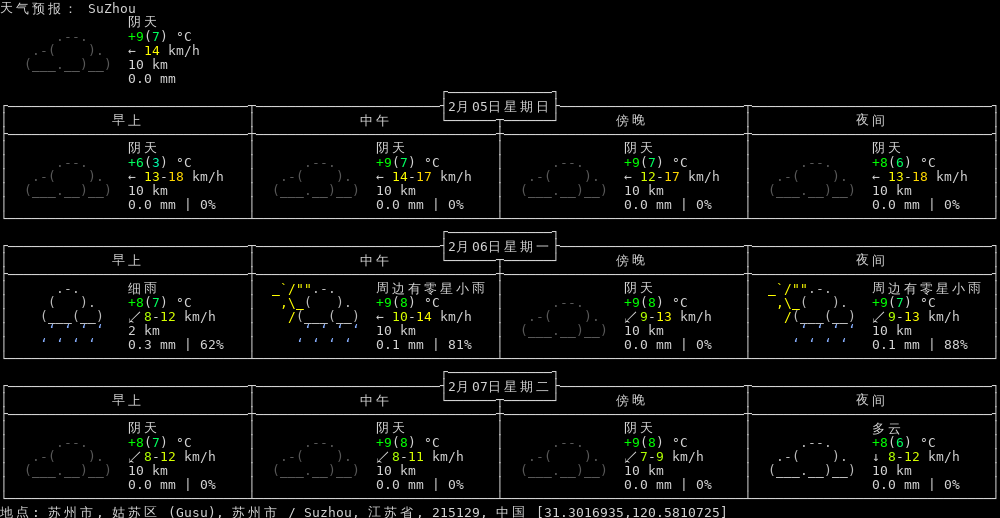 天气预报： SuZhou
阴天
+9(7) °C
← 14 km/h
10 km
0.0 mm
2月05日星期日
早上 中午 傍晚 夜间
阴天 阴天 阴天 阴天
+6(3) °C +9(7) °C +9(7) °C +8(6) °C
← 13-18 km/h ← 14-17 km/h ← 12-17 km/h ← 13-18 km/h
10 km 10 km 10 km 10 km
0.0 mm | 0% 0.0 mm | 0% 0.0 mm | 0% 0.0 mm | 0%
2月06日星期一
早上 中午 傍晚 夜间
细雨 周边有零星小雨 阴天 周边有零星小雨
+8(7) °C +9(8) °C +9(8) °C +9(7) °C
↙ 8-12 km/h ← 10-14 km/h ↙ 9-13 km/h ↙ 9-13 km/h
2 km 10 km 10 km 10 km
0.3 mm | 62% 0.1 mm | 81% 0.0 mm | 0% 0.1 mm | 88%
2月07日星期二
早上 中午 傍晚 夜间
阴天 阴天 阴天 多云
+8(7) °C +9(8) °C +9(8) °C +8(6) °C
↙ 8-12 km/h ↙ 8-11 km/h ↙ 7-9 km/h ↓ 8-12 km/h
10 km 10 km 10 km 10 km
0.0 mm | 0% 0.0 mm | 0% 0.0 mm | 0% 0.0 mm | 0%
地点: 苏州市, 姑苏区 (Gusu), 苏州市 / Suzhou, 江苏省, 215129, 中国 [31.3016935,120.5810725]